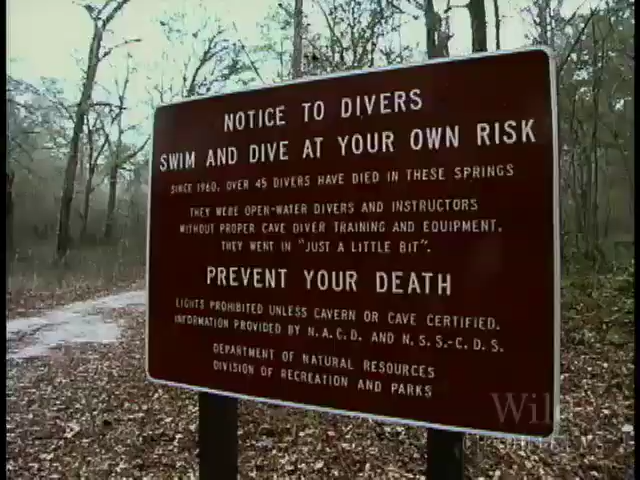 NOTICE TO DIVERS
SWIM AND DIVE AT YOUR OWN RISK
SINCE 1960, OVER 45 DIVERS HAVE DIED IN THESE SPRINGS
THEY WERE OPEN-WATER DIVERS AND INSTRUCTORS
WITHOUT PROPER CAVE DIVER TRAINING AND EQUIPMENT.
THEY WENT IN "JUST A LITTLE BIT".
PREVENT YOUR DEATH
LIGHTS PROHIBITED UNLESS CAVERN OR CAVE CERTIFIED.
INFORMATION PROVIDED BY N.A.C.D. AND N.S.S.-C.D.S.
DEPARTMENT OF NATURAL RESOURCES
DIVISION OF RECREATION AND PARKS